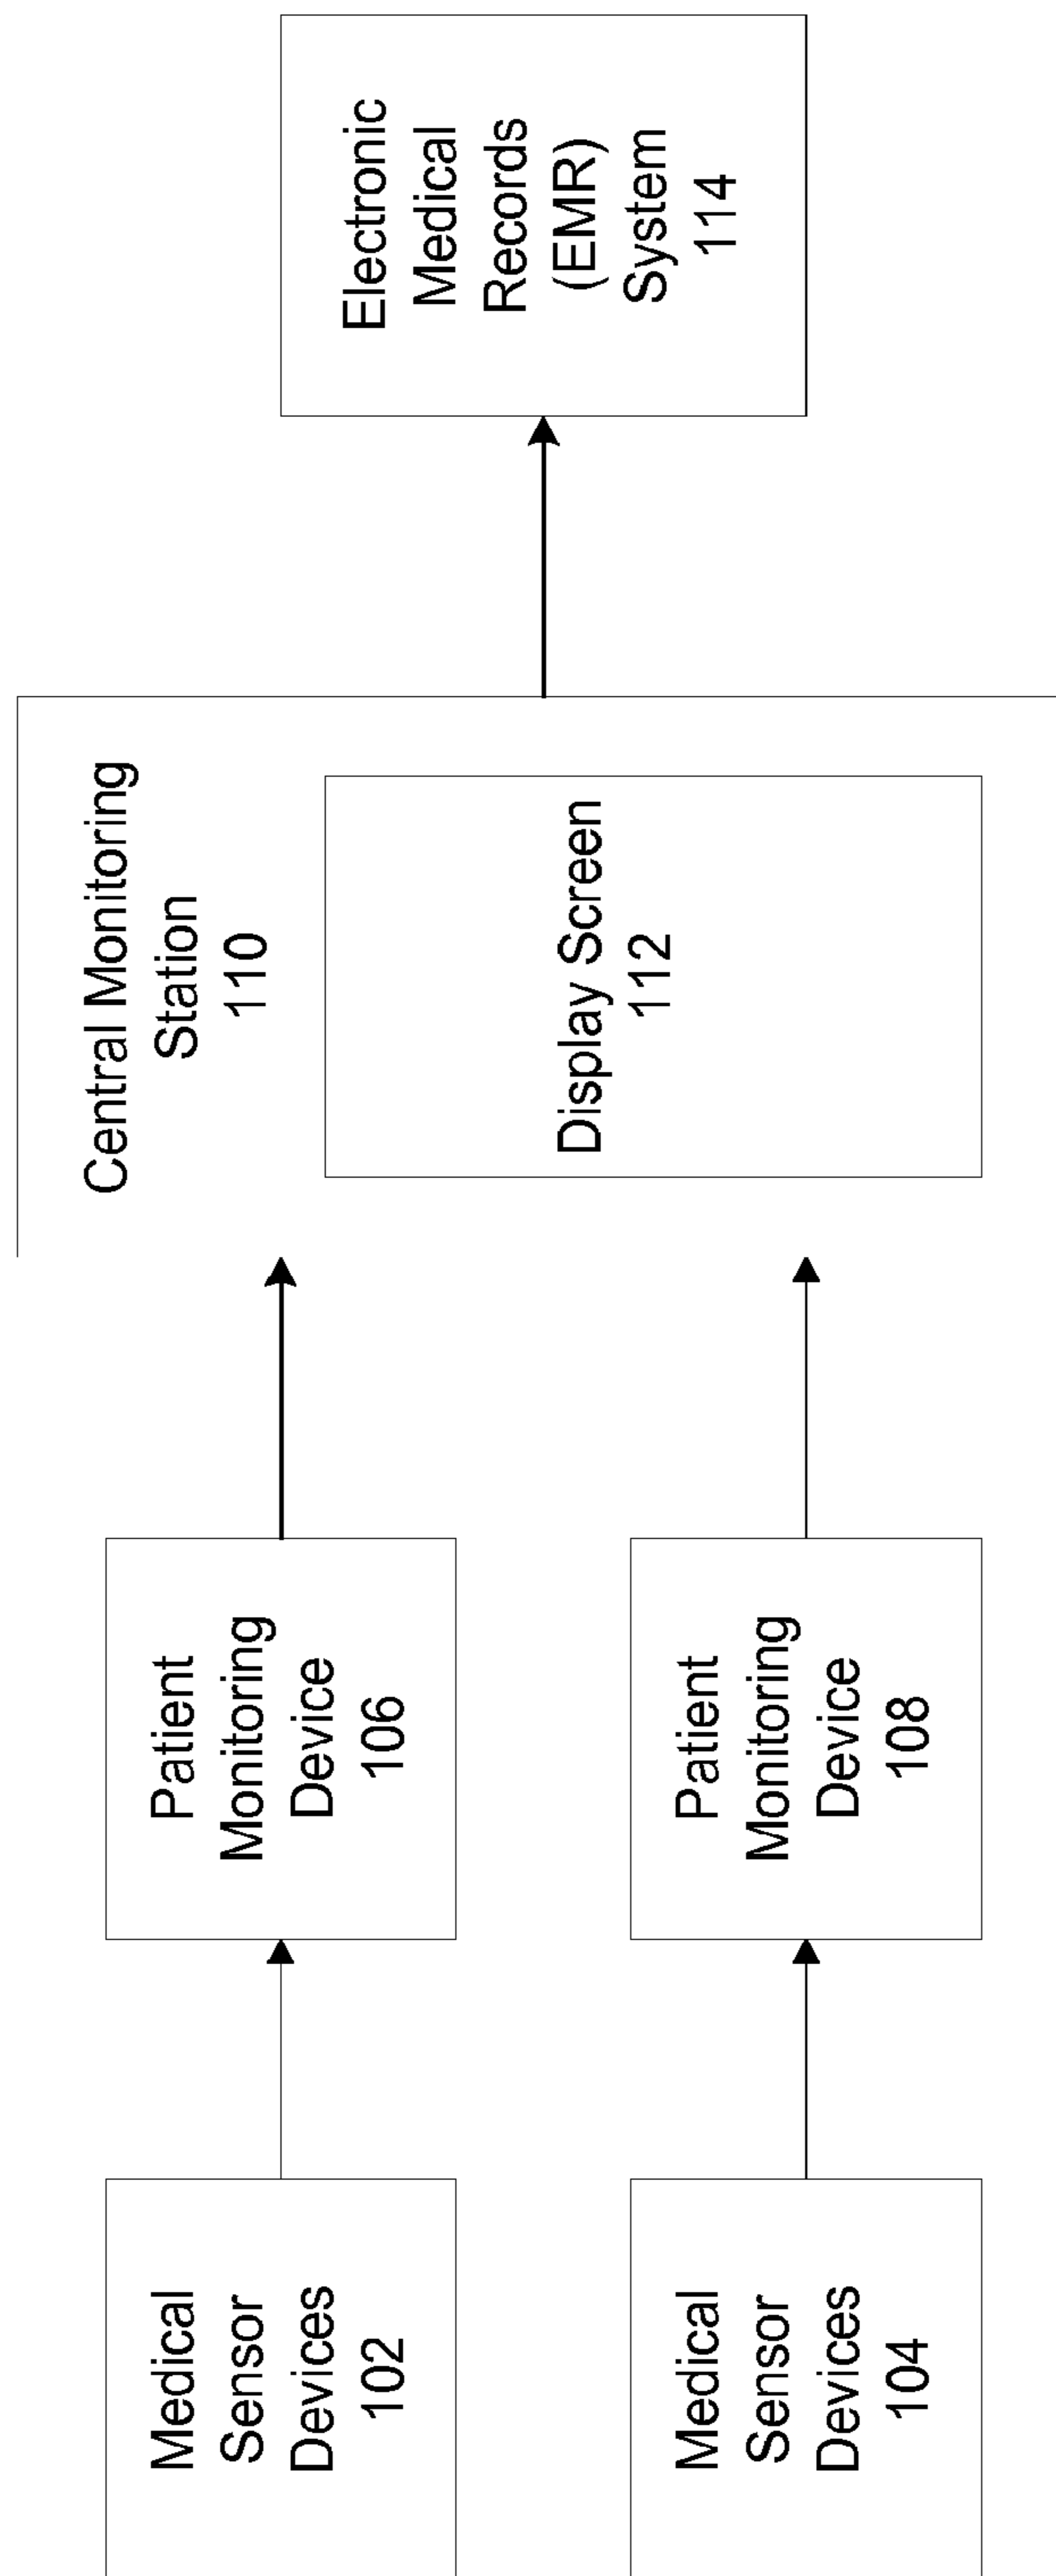 Medical
Sensor
Devices
102
Medical
Sensor
Devices
104
Patient
Monitoring
Device
106
Patient
Monitoring
Device
108
Central Monitoring
Station
110
Display Screen
112
Electronic
Medical
Records
(EMR)
System
114